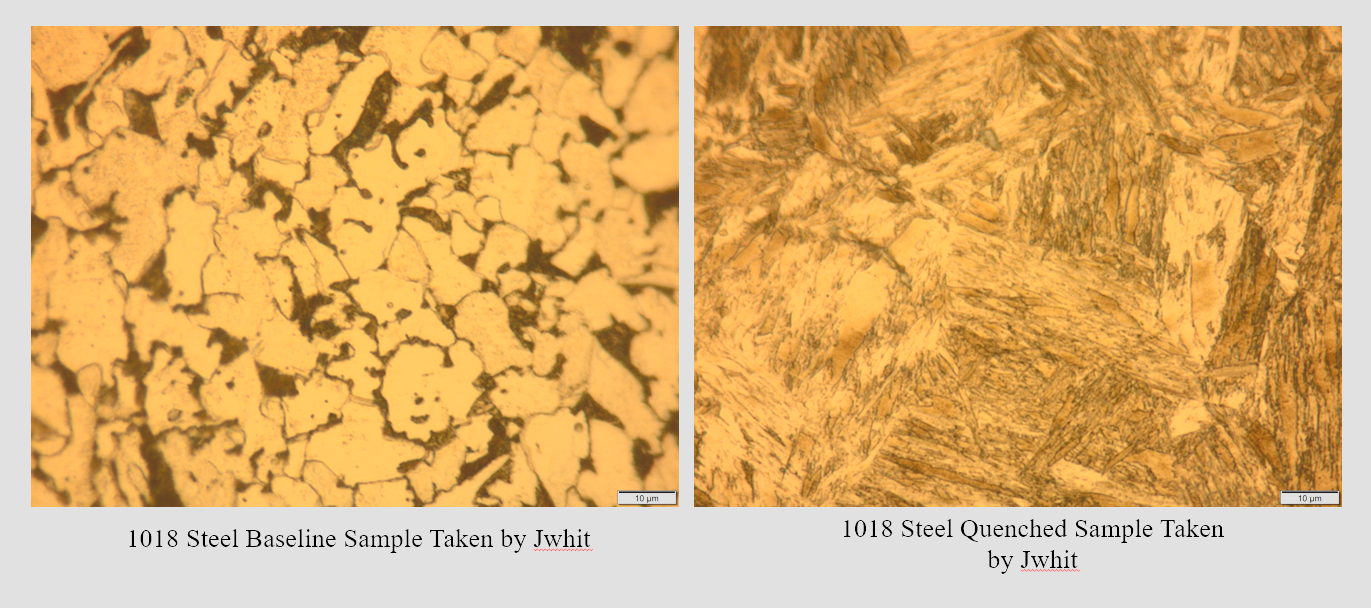 10 µm
10 µm
1018 Steel Baseline Sample Taken by Jwhit
1018 Steel Quenched Sample Taken
by Jwhit